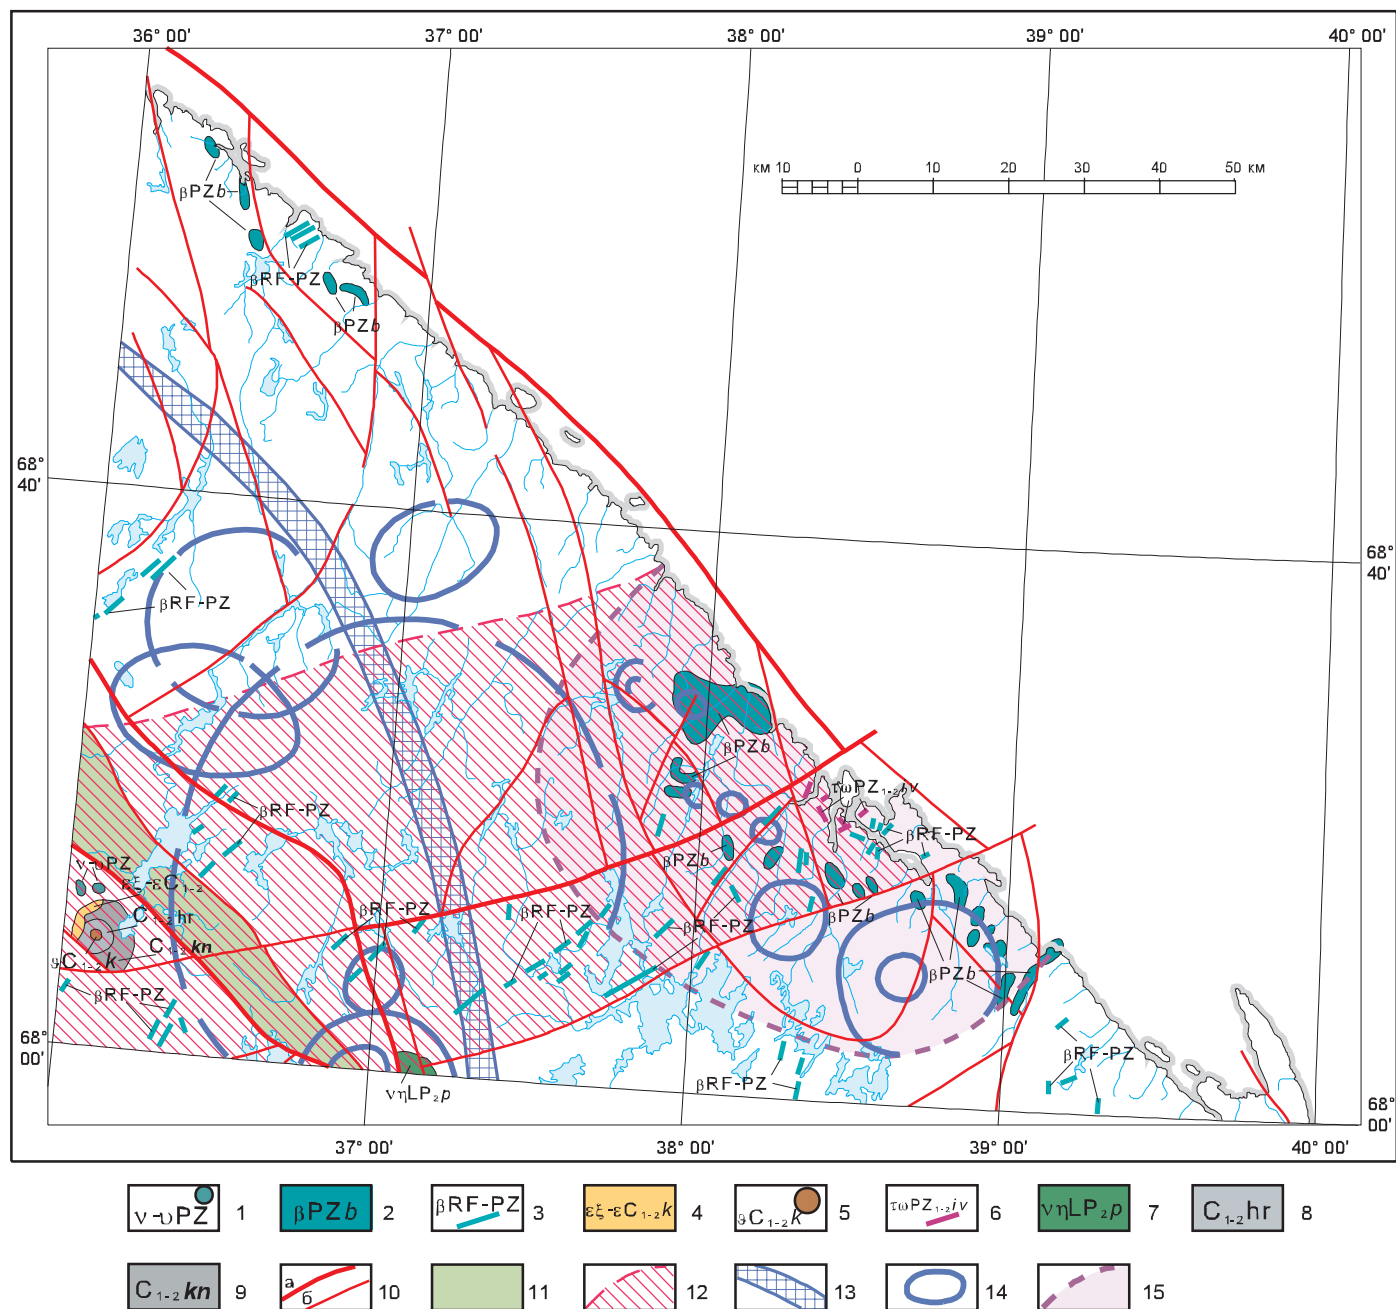 36° 00'
37° 00'
38° 00'
39° 00'
40° 00'
км 10 0 10 20 30 40 50 км
βPZb
βRF-PZ
βPZb
68°
40'
68°
40'
βRF-PZ
βPZb
τωPZ₁₋₂iv
βRF-PZ
βRF-PZ
βPZb
ν-υPZ
εξ-εC₁₋₂
C₁₋₂hr
C₁₋₂kn
ϑC₁₋₂k
βRF-PZ
βRF-PZ
βRF-PZ
βRF-PZ
βPZb
βPZb
βRF-PZ
68°
00'
νηLP₂p
βRF-PZ
βRF-PZ
68°
00'
37° 00'
38° 00'
39° 00'
40° 00'
ν-υPZ 1
βPZb 2
βRF-PZ 3
εξ-εC₁₋₂k 4
ϑC₁₋₂k 5
τωPZ₁₋₂iv 6
νηLP₂p 7
C₁₋₂hr 8
C₁₋₂kn 9
а б 10
11
12
13
14
15